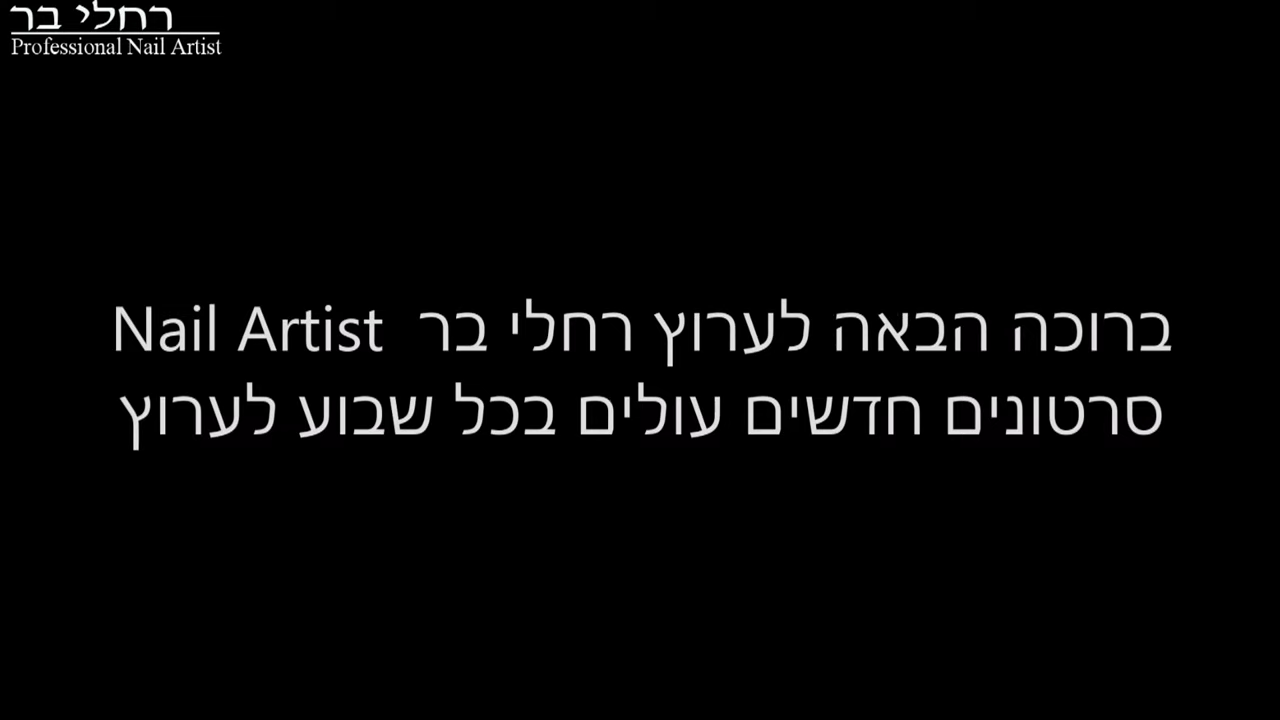 רחלי בר
Professional Nail Artist
ברוכה הבאה לערוץ רחלי בר Nail Artist
סרטונים חדשים עולים בכל שבוע לערוץ